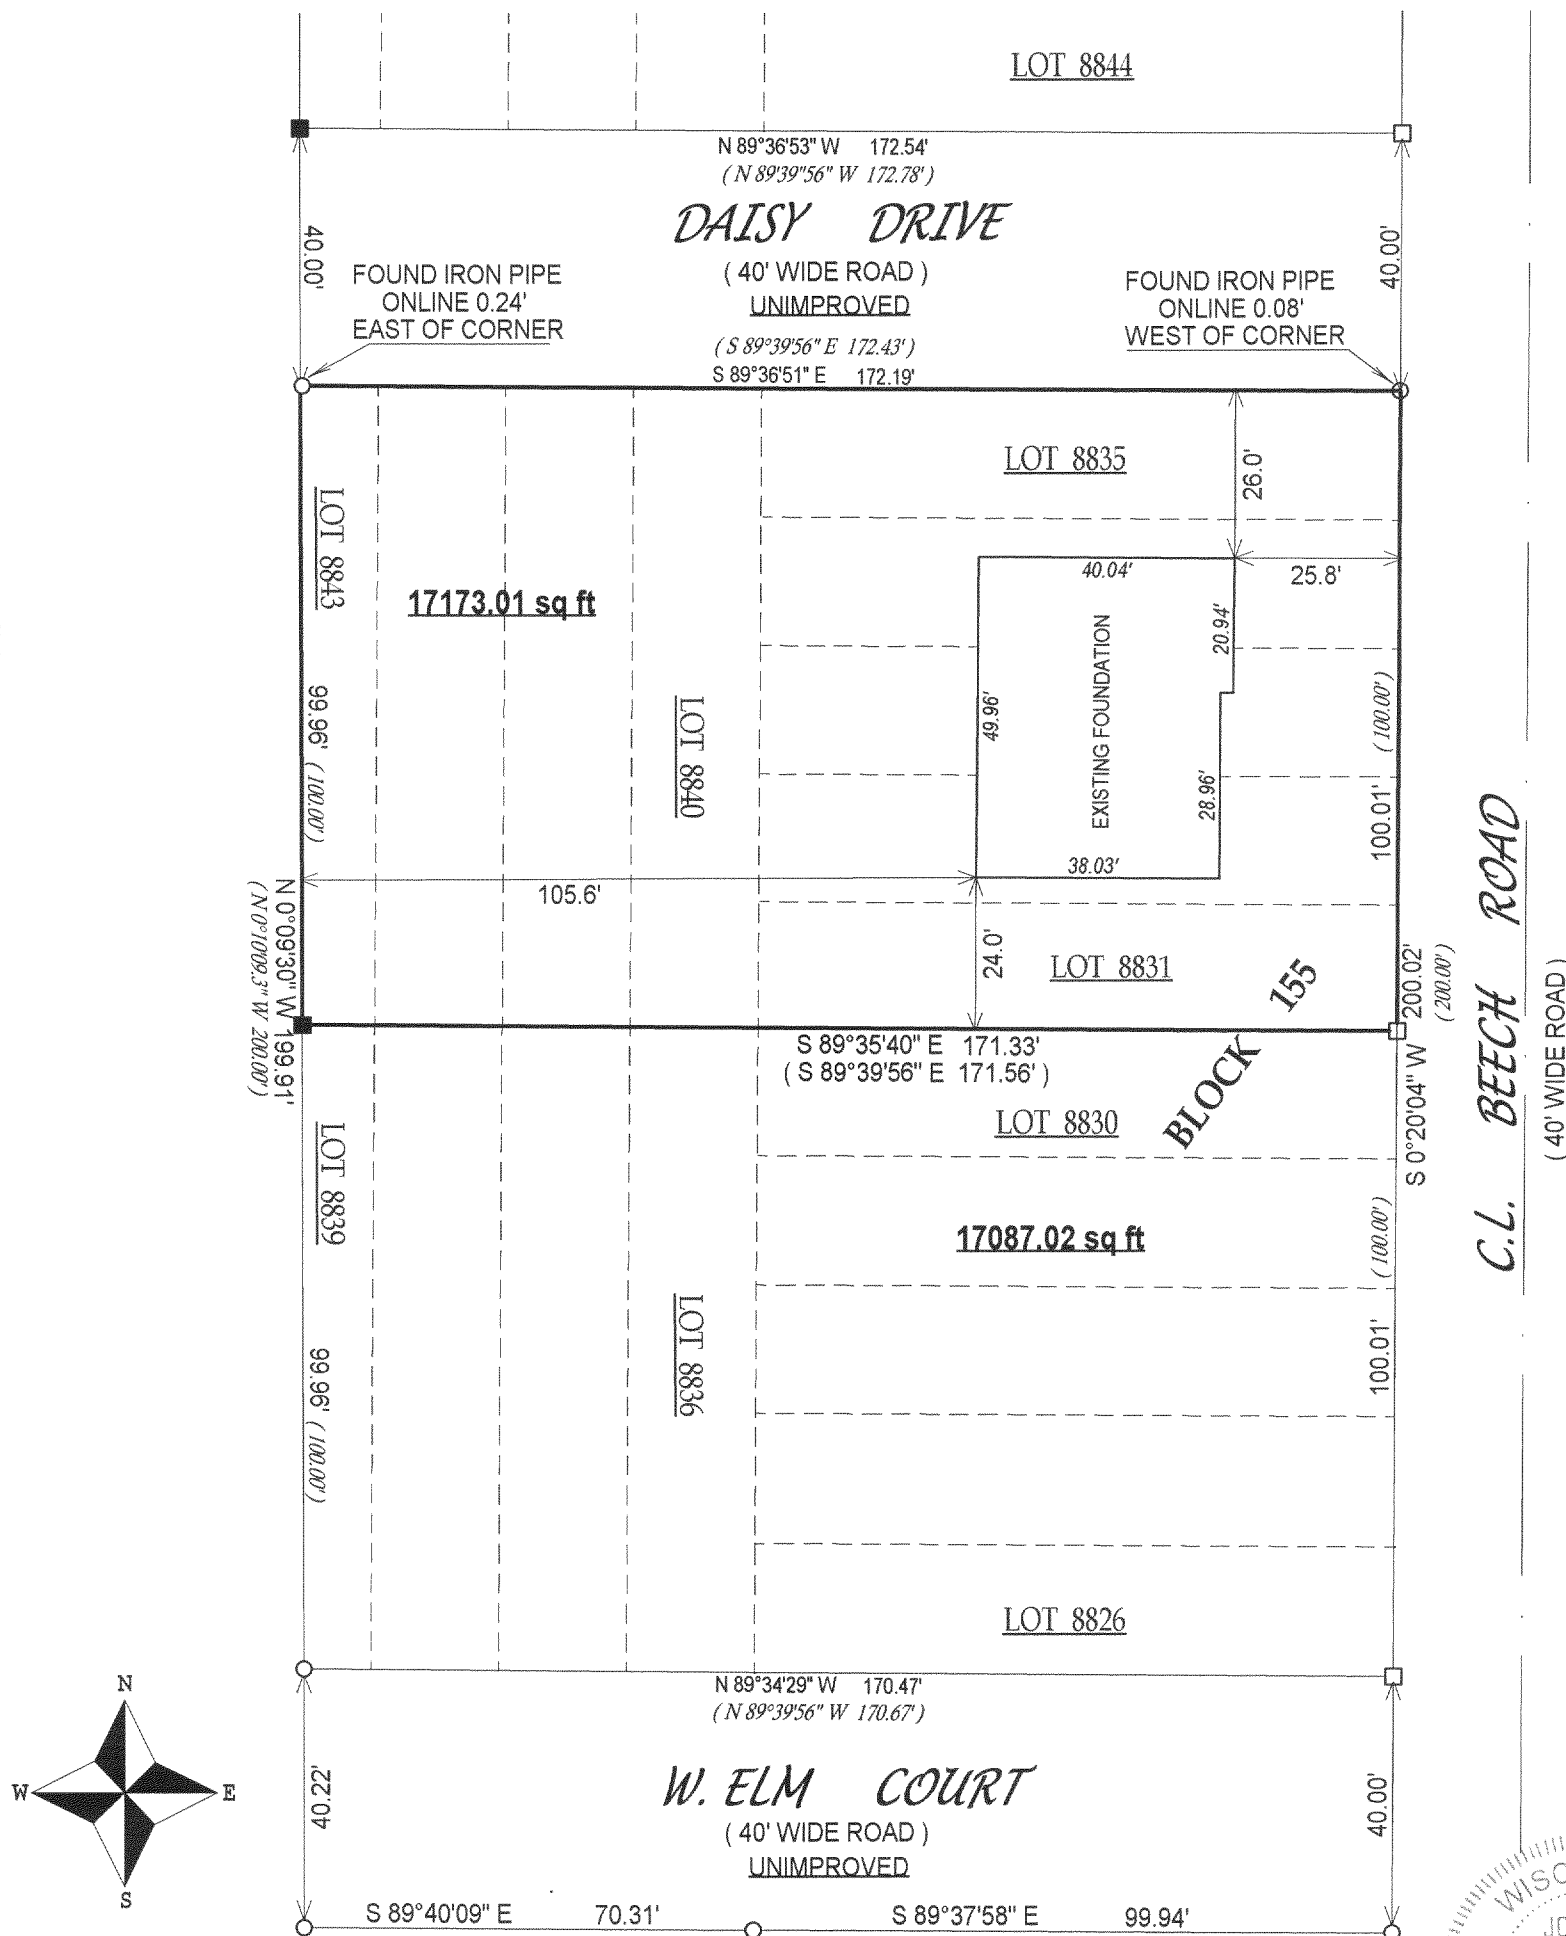 LOT 8844
N 89°36'53" W 172.54'
( N 89°39'56" W 172.78' )
DAISY DRIVE
( 40' WIDE ROAD )
UNIMPROVED
40.00'
40.00'
FOUND IRON PIPE
ONLINE 0.24'
EAST OF CORNER
FOUND IRON PIPE
ONLINE 0.08'
WEST OF CORNER
( S 89°39'56" E 172.43' )
S 89°36'51" E 172.19'
LOT 8835
26.0'
LOT 8843
17173.01 sq ft
40.04'
25.8'
20.94'
EXISTING FOUNDATION
49.96'
28.96'
38.03'
LOT 8840
99.96' ( 100.00' )
( 100.00' )
100.01'
105.6'
24.0'
LOT 8831
BLOCK 155
N 0°09'30" W 199.91'
( N 0°10'09.3" W 200.00' )
200.02'
( 200.00' )
S 0°20'04" W
C.L. BEECH ROAD
( 40' WIDE ROAD )
S 89°35'40" E 171.33'
( S 89°39'56" E 171.56' )
LOT 8830
LOT 8839
17087.02 sq ft
( 100.00' )
100.01'
LOT 8836
99.96' ( 100.00' )
LOT 8826
N 89°34'29" W 170.47'
( N 89°39'56" W 170.67' )
N
W
E
S
W. ELM COURT
( 40' WIDE ROAD )
UNIMPROVED
40.22'
40.00'
S 89°40'09" E 70.31'
S 89°37'58" E 99.94'
WISC